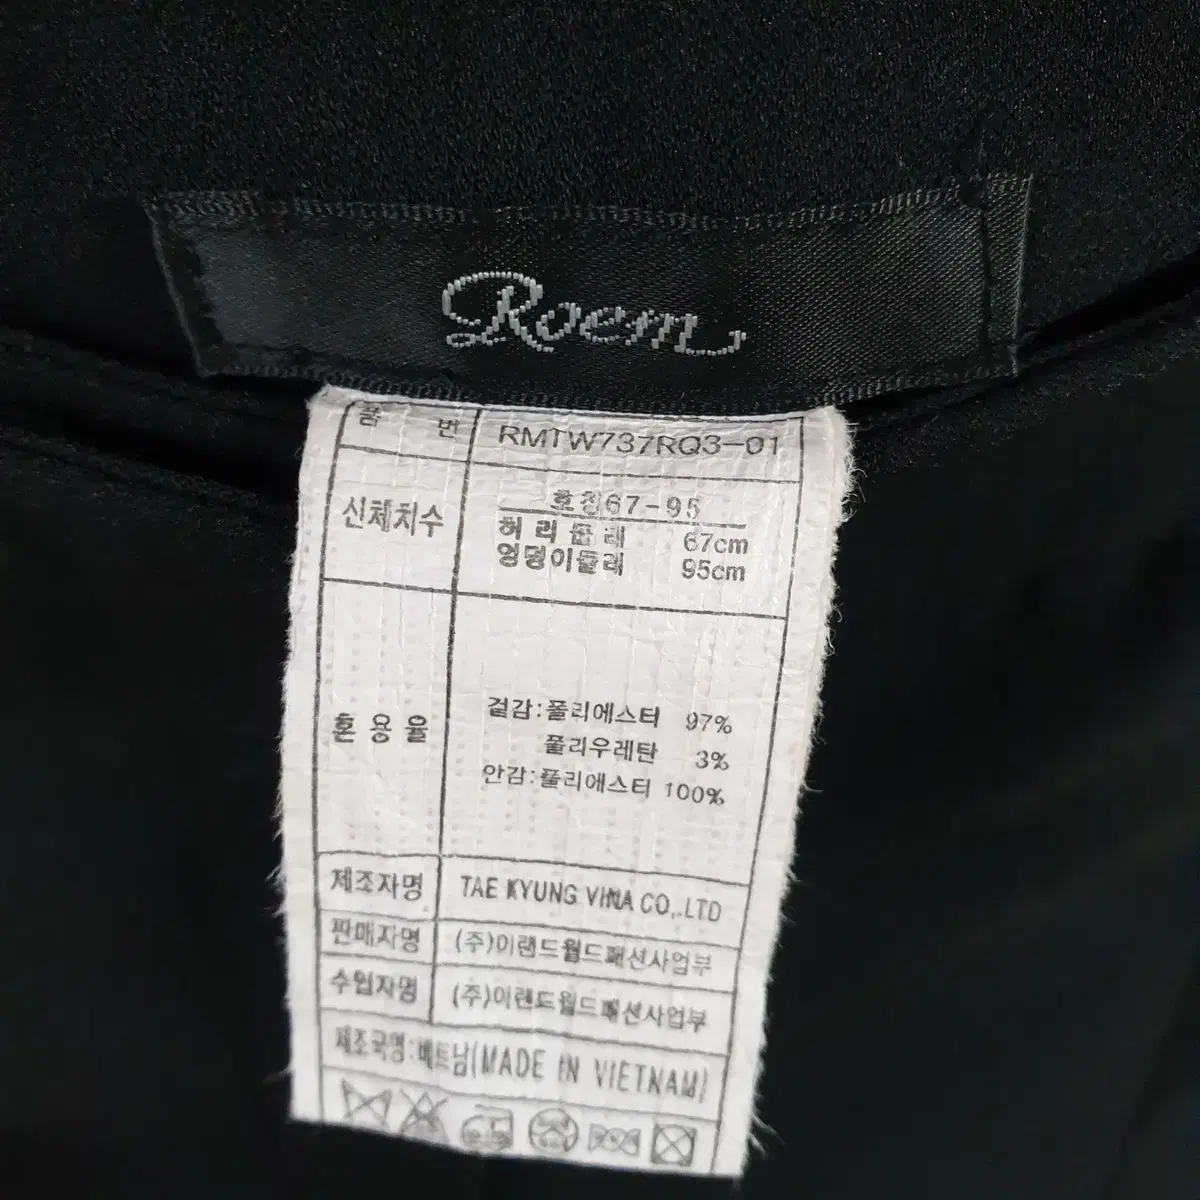 Roem
품 번 RMTW737RQ3-01
신체치수 호칭67-95
허리둘레 67cm
엉덩이둘레 95cm
혼용율 겉감:폴리에스터 97%
폴리우레탄 3%
안감:폴리에스터 100%
제조자명 TAE KYUNG VINA CO,.LTD
판매자명 (주)이랜드월드패션사업부
수입자명 (주)이랜드월드패션사업부
제조국명:베트남(MADE IN VIETNAM)